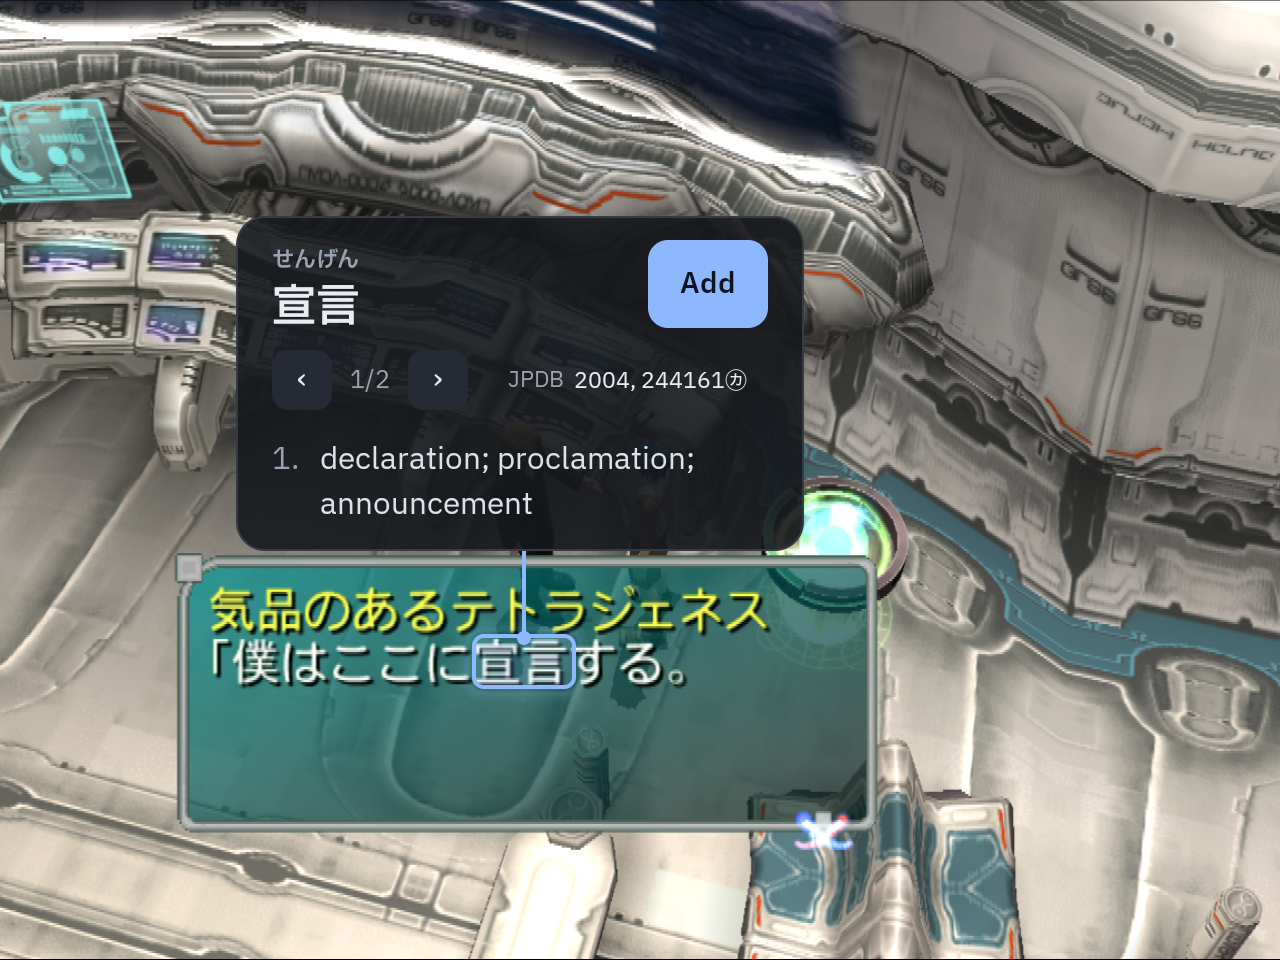 せんげん
宣言
Add
‹ 1/2 › JPDB 2004, 244161㋕
1. declaration; proclamation;
announcement
気品のあるテトラジェネス
「僕はここに宣言する。